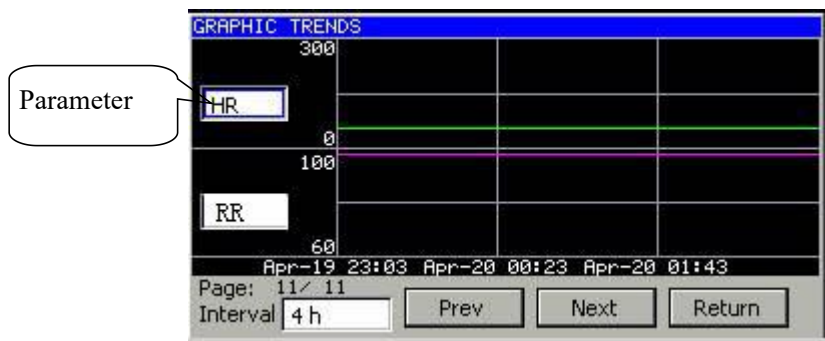 GRAPHIC TRENDS
300
Parameter
HR
0
100
RR
60
Apr-19 23:03 Apr-20 00:23 Apr-20 01:43
Page: 11/ 11
Interval 4 h Prev Next Return